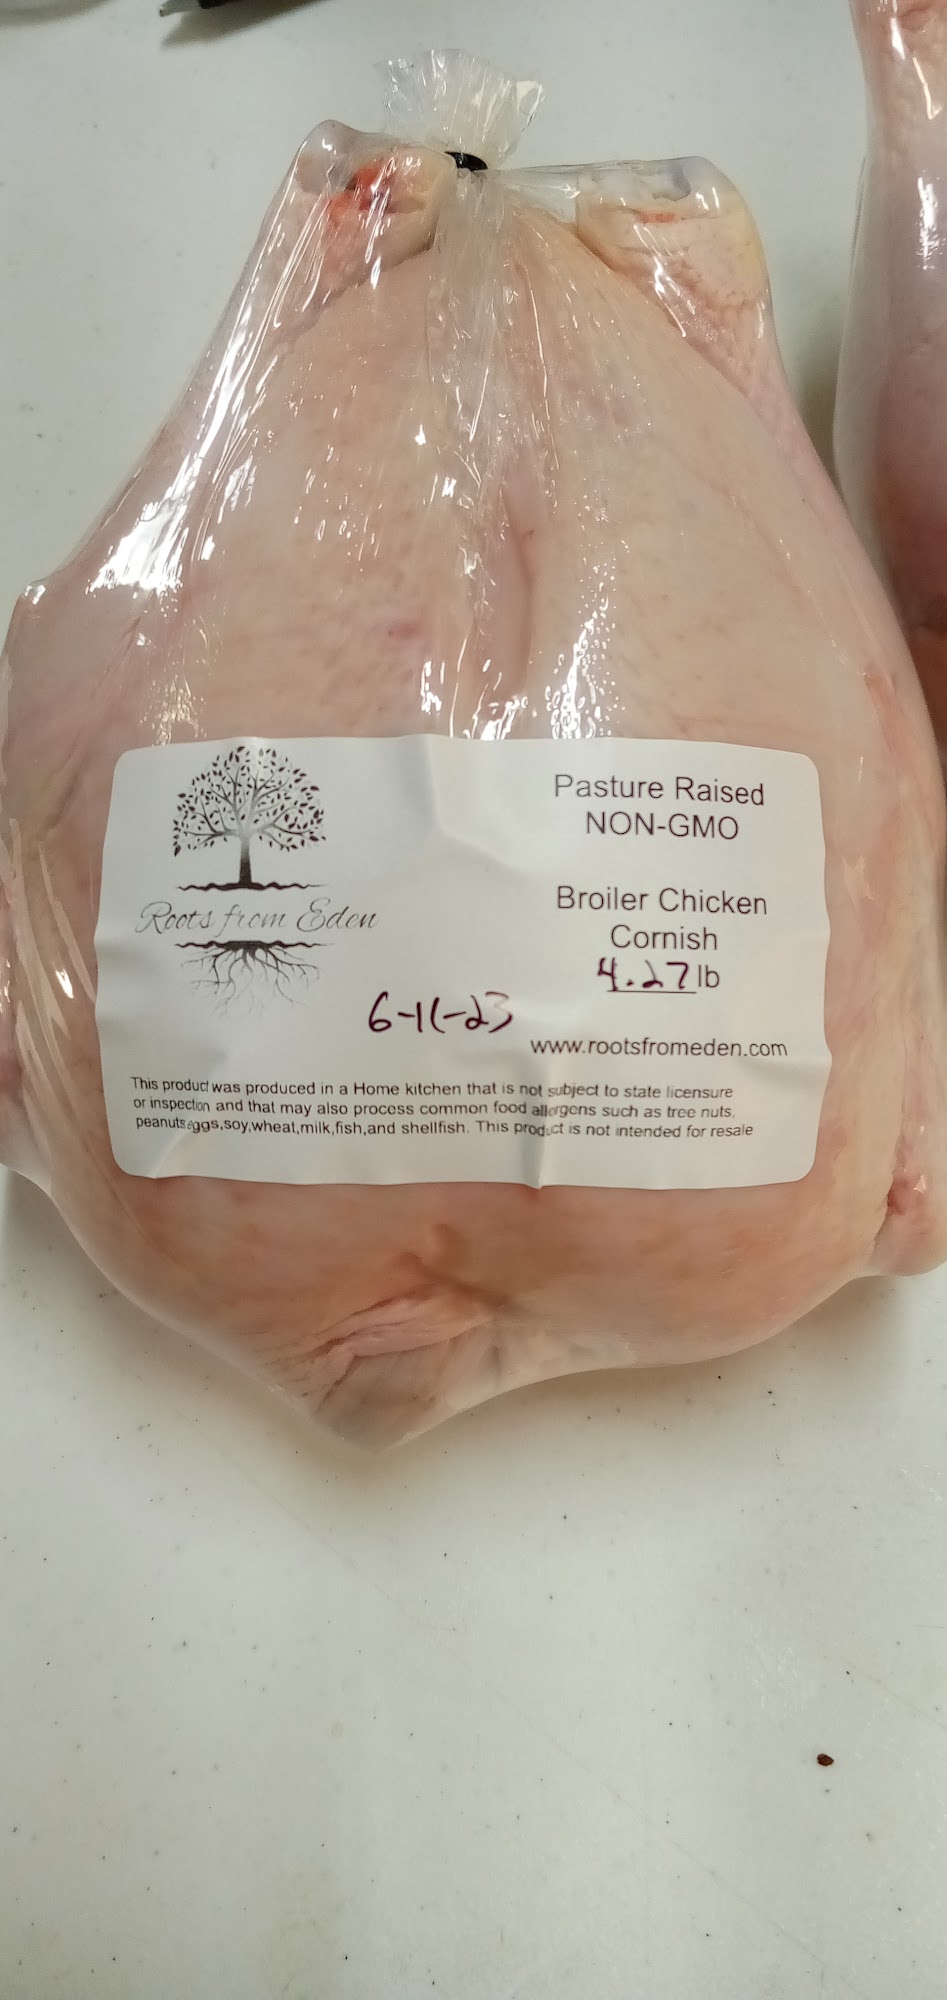 Roots from Eden
Pasture Raised
NON-GMO
Broiler Chicken
Cornish
4.27 lb
6-11-23
www.rootsfromeden.com
This product was produced in a Home kitchen that is not subject to state licensure
or inspection and that may also process common food allergens such as tree nuts,
peanuts,eggs,soy,wheat,milk,fish,and shellfish. This product is not intended for resale